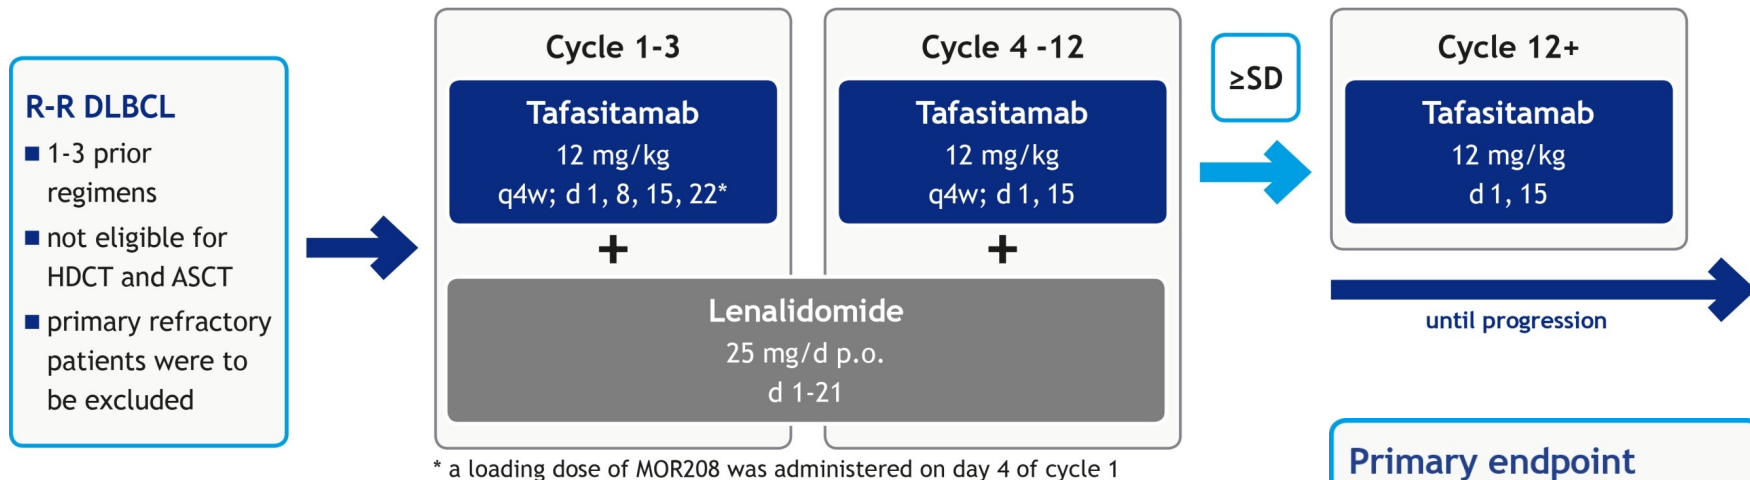 R-R DLBCL
■ 1-3 prior
regimens
■ not eligible for
HDCT and ASCT
■ primary refractory
patients were to
be excluded
Cycle 1-3
Tafasitamab
12 mg/kg
q4w; d 1, 8, 15, 22*
+
Cycle 4 -12
Tafasitamab
12 mg/kg
q4w; d 1, 15
+
Lenalidomide
25 mg/d p.o.
d 1-21
* a loading dose of MOR208 was administered on day 4 of cycle 1
≥SD
Cycle 12+
Tafasitamab
12 mg/kg
d 1, 15
until progression
Primary endpoint